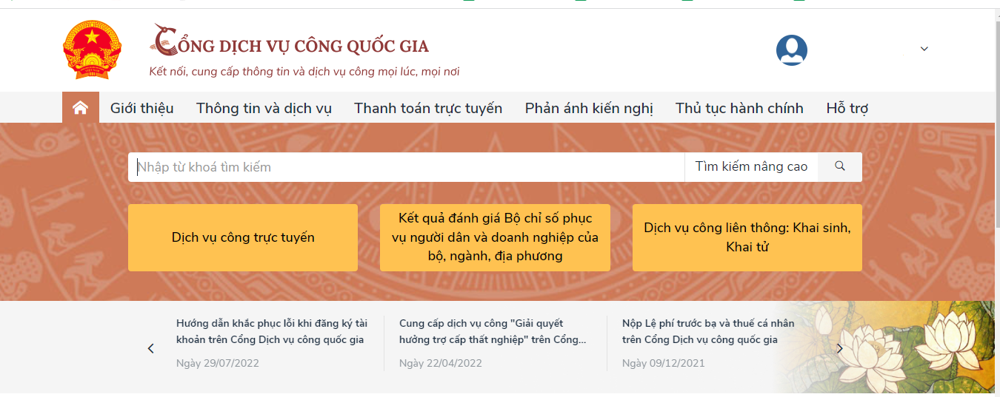 CỔNG DỊCH VỤ CÔNG QUỐC GIA
Kết nối, cung cấp thông tin và dịch vụ công mọi lúc, mọi nơi
Giới thiệu Thông tin và dịch vụ Thanh toán trực tuyến Phản ánh kiến nghị Thủ tục hành chính Hỗ trợ
Nhập từ khoá tìm kiếm Tìm kiếm nâng cao
Dịch vụ công trực tuyến
Kết quả đánh giá Bộ chỉ số phục
vụ người dân và doanh nghiệp của
bộ, ngành, địa phương
Dịch vụ công liên thông: Khai sinh,
Khai tử
Hướng dẫn khắc phục lỗi khi đăng ký tài
khoản trên Cổng Dịch vụ công quốc gia
Ngày 29/07/2022
Cung cấp dịch vụ công "Giải quyết
hưởng trợ cấp thất nghiệp" trên Cổng...
Ngày 22/04/2022
Nộp Lệ phí trước bạ và thuế cá nhân
trên Cổng Dịch vụ công quốc gia
Ngày 09/12/2021